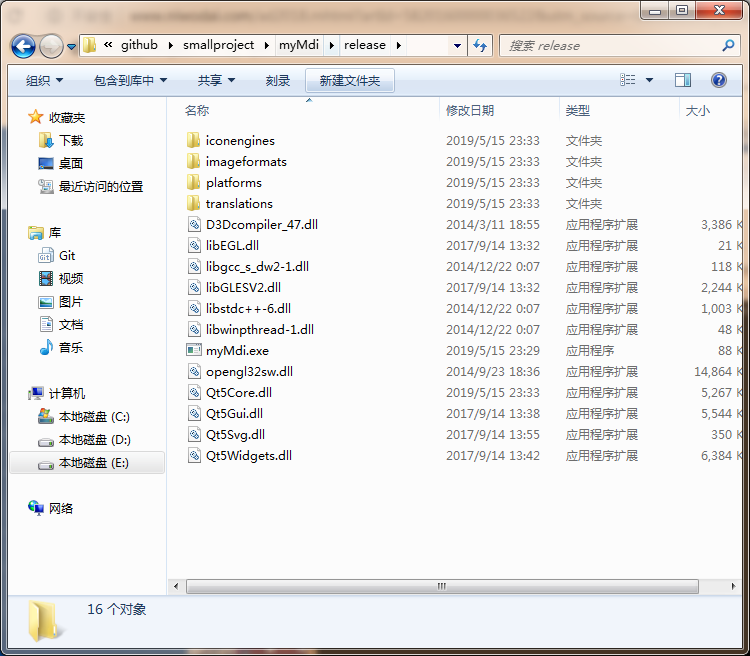 « github smallproject myMdi release 搜索 release
组织 包含到库中 共享 刻录 新建文件夹
名称 修改日期 类型 大小
收藏夹
下载
桌面
最近访问的位置
库
Git
视频
图片
文档
音乐
计算机
本地磁盘 (C:)
本地磁盘 (D:)
本地磁盘 (E:)
网络
iconengines 2019/5/15 23:33 文件夹
imageformats 2019/5/15 23:33 文件夹
platforms 2019/5/15 23:33 文件夹
translations 2019/5/15 23:33 文件夹
D3Dcompiler_47.dll 2014/3/11 18:55 应用程序扩展 3,386 K
libEGL.dll 2017/9/14 13:32 应用程序扩展 21 K
libgcc_s_dw2-1.dll 2014/12/22 0:07 应用程序扩展 118 K
libGLESV2.dll 2017/9/14 13:32 应用程序扩展 2,244 K
libstdc++-6.dll 2014/12/22 0:07 应用程序扩展 1,003 K
libwinpthread-1.dll 2014/12/22 0:07 应用程序扩展 48 K
myMdi.exe 2019/5/15 23:29 应用程序 88 K
opengl32sw.dll 2014/9/23 18:36 应用程序扩展 14,864 K
Qt5Core.dll 2019/5/15 23:33 应用程序扩展 5,267 K
Qt5Gui.dll 2017/9/14 13:38 应用程序扩展 5,544 K
Qt5Svg.dll 2017/9/14 13:55 应用程序扩展 350 K
Qt5Widgets.dll 2017/9/14 13:42 应用程序扩展 6,384 K
16 个对象